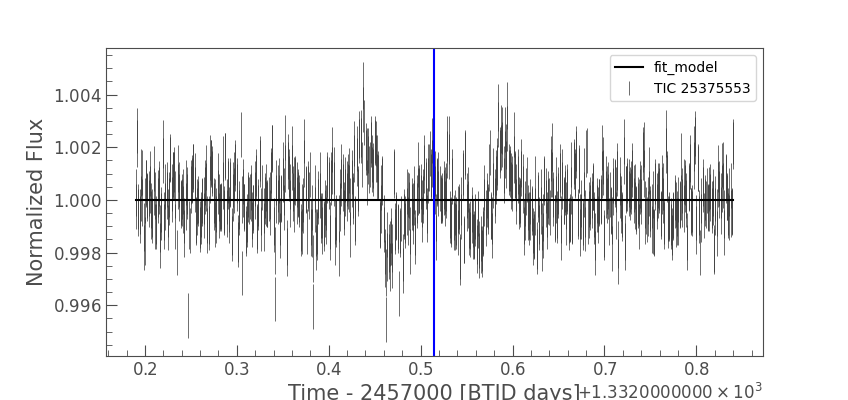 fit_model
TIC 25375553
Normalized Flux
1.004
1.002
1.000
0.998
0.996
0.2 0.3 0.4 0.5 0.6 0.7 0.8
Time - 2457000 [BTJD days]
+1.3320000000 × 10³